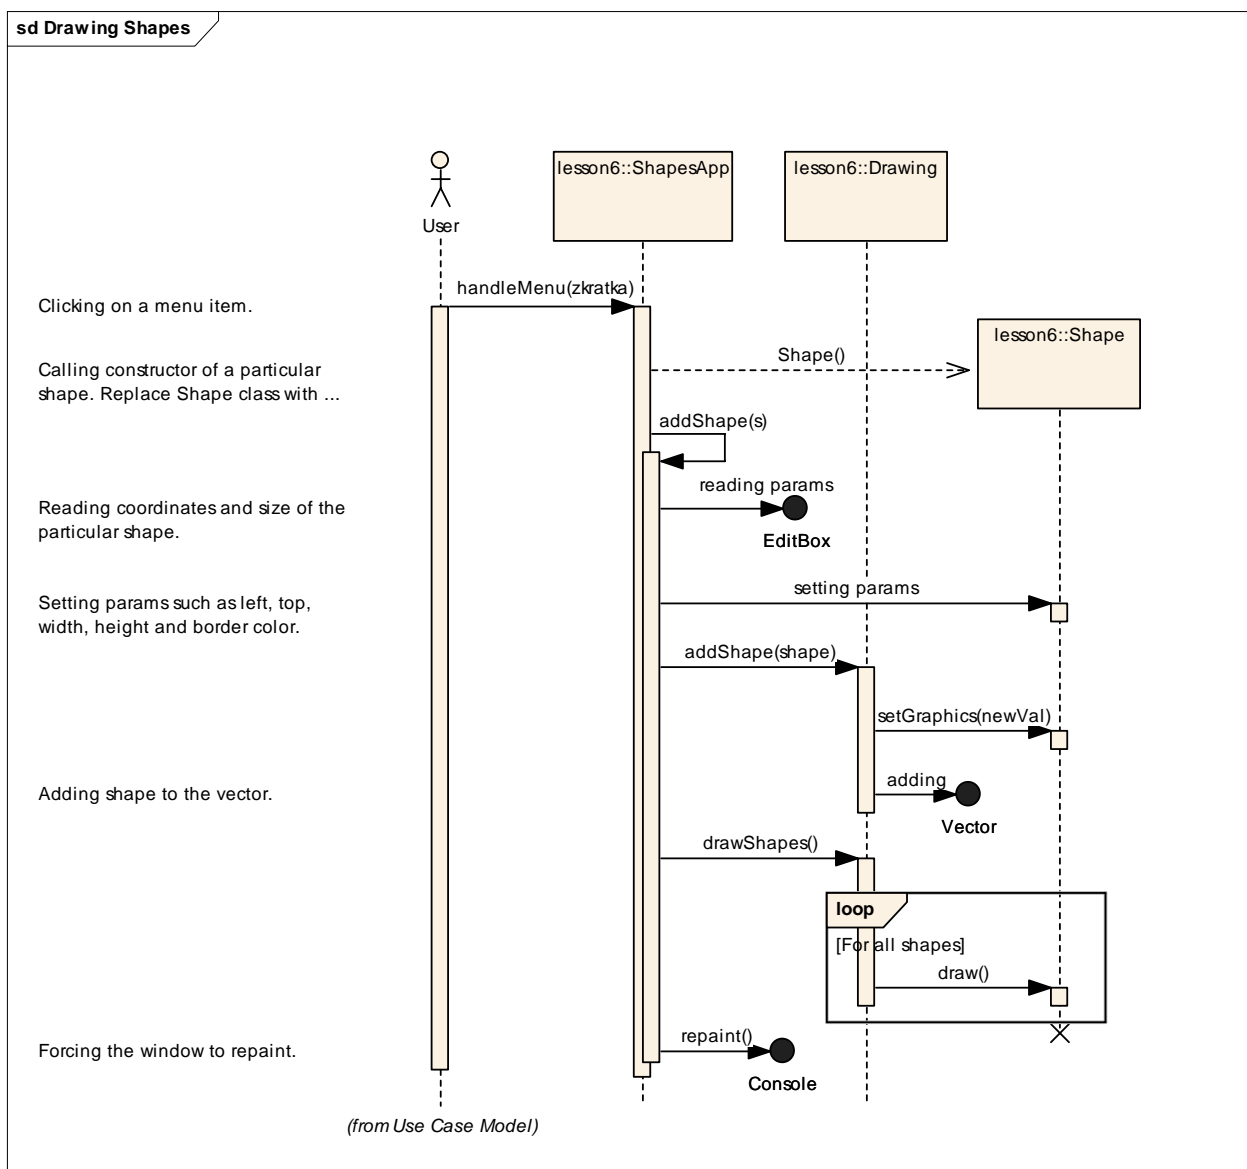 sd Drawing Shapes
lesson6::ShapesApp
lesson6::Drawing
User
handleMenu(zkratka)
Clicking on a menu item.
lesson6::Shape
Shape()
Calling constructor of a particular
shape. Replace Shape class with ...
addShape(s)
reading params
Reading coordinates and size of the
particular shape.
EditBox
setting params
Setting params such as left, top,
width, height and border color.
addShape(shape)
setGraphics(newVal)
adding
Adding shape to the vector.
Vector
drawShapes()
loop
[For all shapes]
draw()
repaint()
Forcing the window to repaint.
Console
(from Use Case Model)